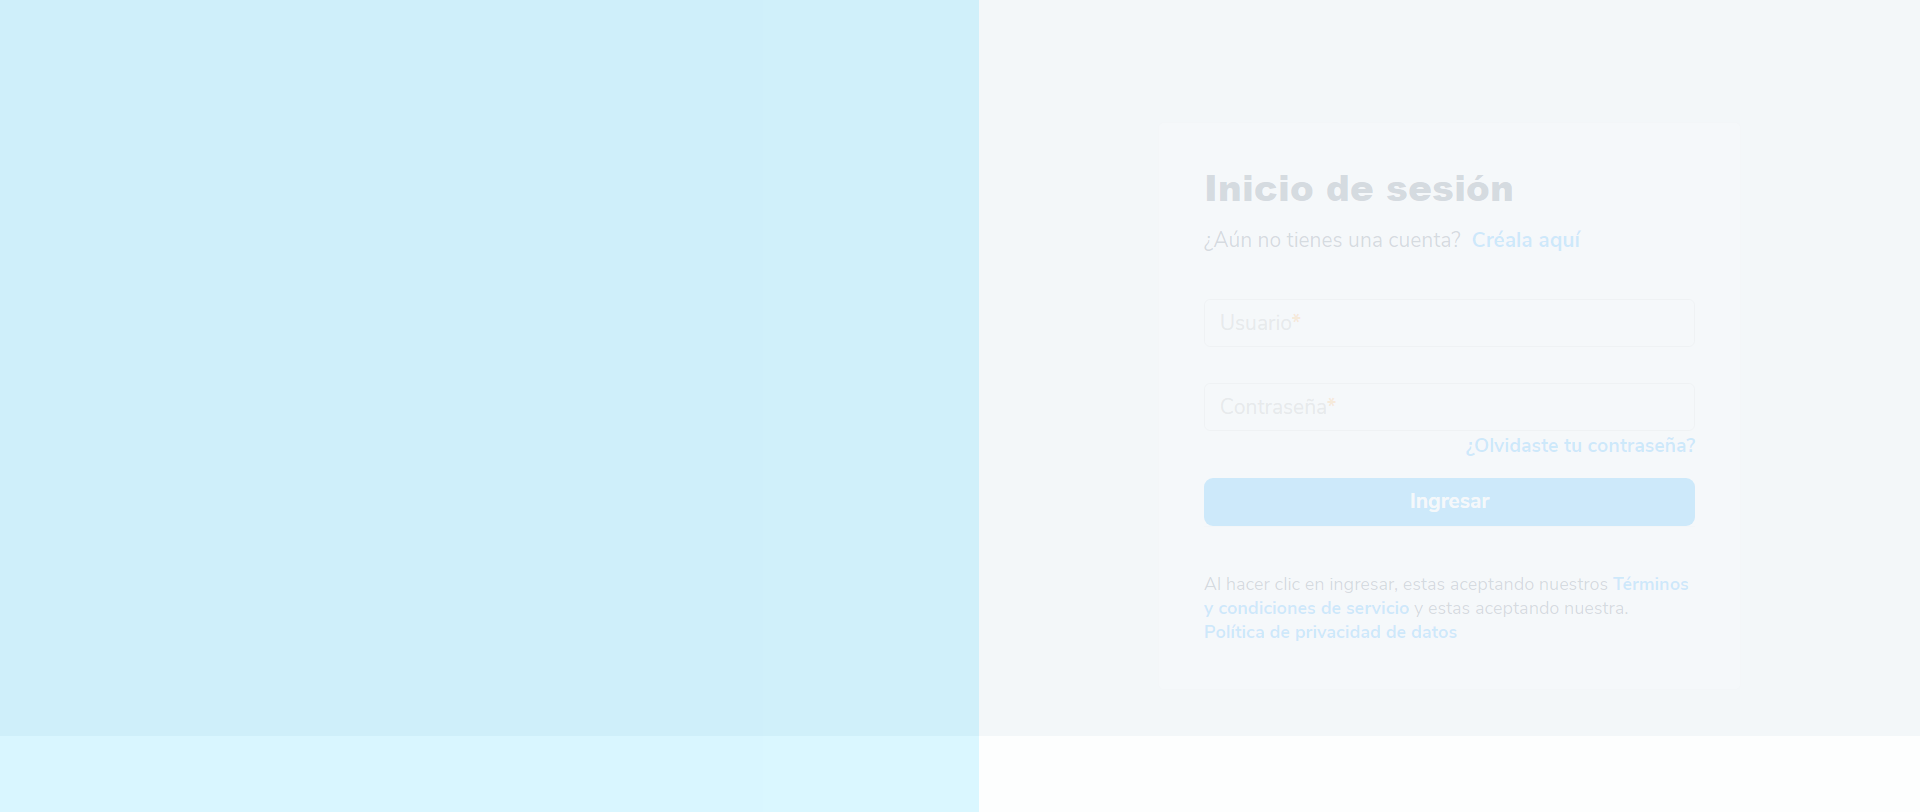 Inicio de sesión
¿Aún no tienes una cuenta? Créala aquí
Usuario*
Contraseña*
¿Olvidaste tu contraseña?
Ingresar
Al hacer clic en ingresar, estas aceptando nuestros Términos
y condiciones de servicio y estas aceptando nuestra.
Política de privacidad de datos